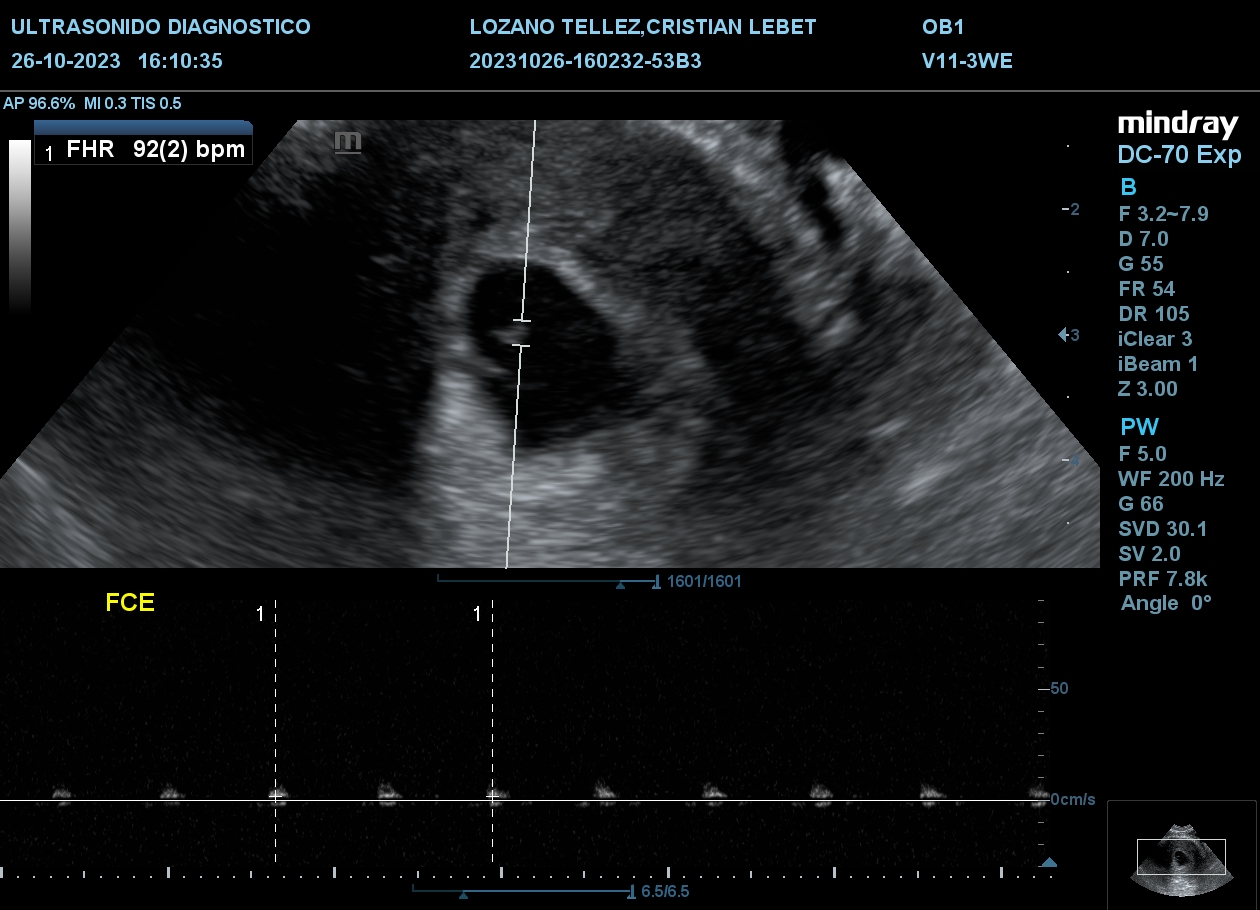 ULTRASONIDO DIAGNOSTICO LOZANO TELLEZ,CRISTIAN LEBET OB1
26-10-2023 16:10:35 20231026-160232-53B3 V11-3WE
AP 96.6% MI 0.3 TIS 0.5
1 FHR 92(2) bpm
m
mindray
DC-70 Exp
B
F 3.2~7.9
D 7.0
G 55
FR 54
DR 105
iClear 3
iBeam 1
Z 3.00
PW
F 5.0
WF 200 Hz
G 66
SVD 30.1
SV 2.0
PRF 7.8k
Angle 0°
2
3
1601/1601
FCE
1 1
50
0cm/s
6.5/6.5